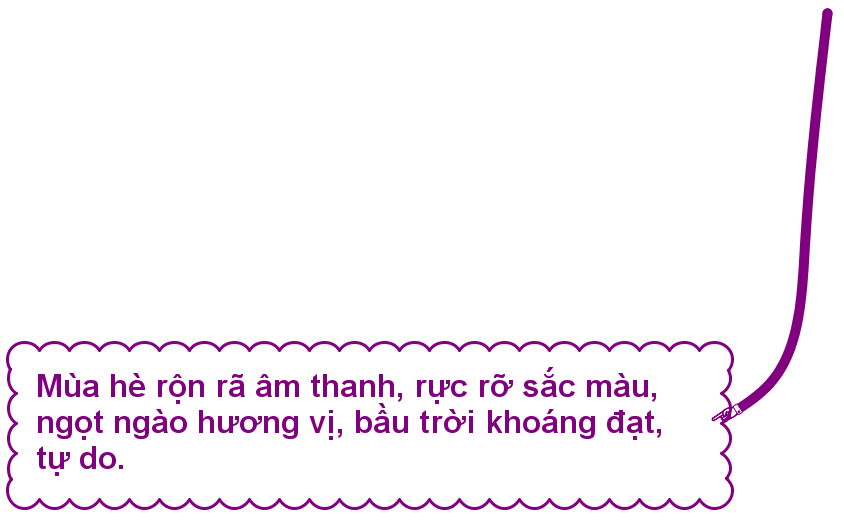 Mùa hè rộn rã âm thanh, rực rỡ sắc màu,
ngọt ngào hương vị, bầu trời khoáng đạt,
tự do.